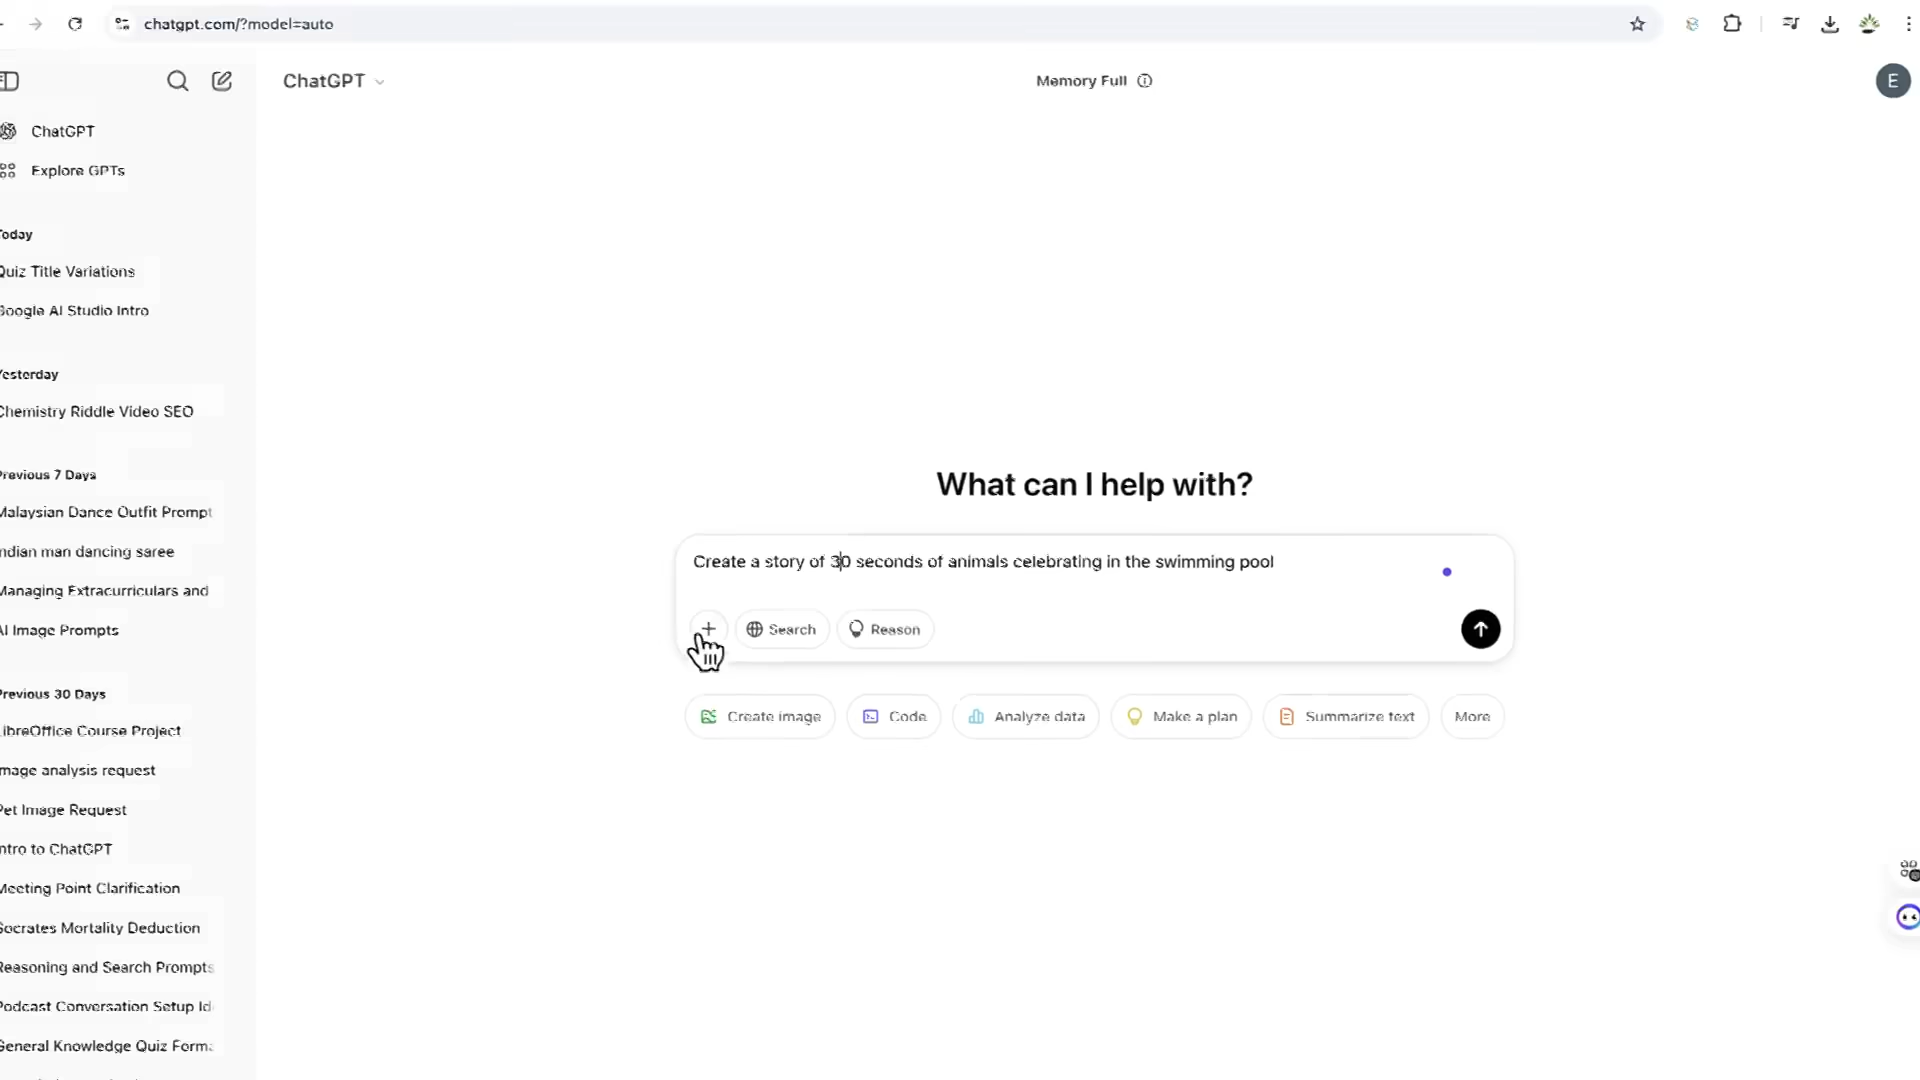 chatgpt.com/?model=auto
ChatGPT
Memory Full
E
ChatGPT
Explore GPTs
Today
Quiz Title Variations
Google AI Studio Intro
Yesterday
Chemistry Riddle Video SEO
Previous 7 Days
Malaysian Dance Outfit Prompt
Indian man dancing saree
Managing Extracurriculars and
AI Image Prompts
Previous 30 Days
LibreOffice Course Project
Image analysis request
Pet Image Request
Intro to ChatGPT
Meeting Point Clarification
Socrates Mortality Deduction
Reasoning and Search Prompts
Podcast Conversation Setup Id
General Knowledge Quiz Forma
What can I help with?
Create a story of 30 seconds of animals celebrating in the swimming pool
Search
Reason
Create image
Code
Analyze data
Make a plan
Summarize text
More